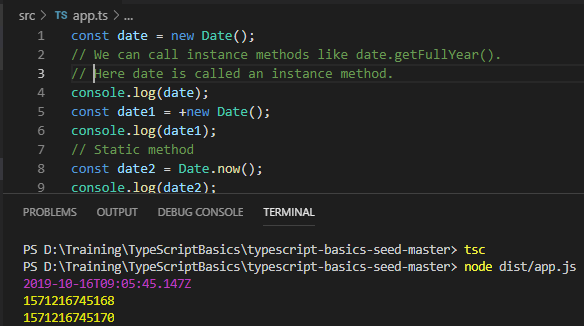 src > TS app.ts > ...
1 const date = new Date();
2 // We can call instance methods like date.getFullYear().
3 // Here date is called an instance method.
4 console.log(date);
5 const date1 = +new Date();
6 console.log(date1);
7 // Static method
8 const date2 = Date.now();
9 console.log(date2);
PROBLEMS OUTPUT DEBUG CONSOLE TERMINAL
PS D:\Training\TypeScriptBasics\typescript-basics-seed-master> tsc
PS D:\Training\TypeScriptBasics\typescript-basics-seed-master> node dist/app.js
2019-10-16T09:05:45.147Z
1571216745168
1571216745170